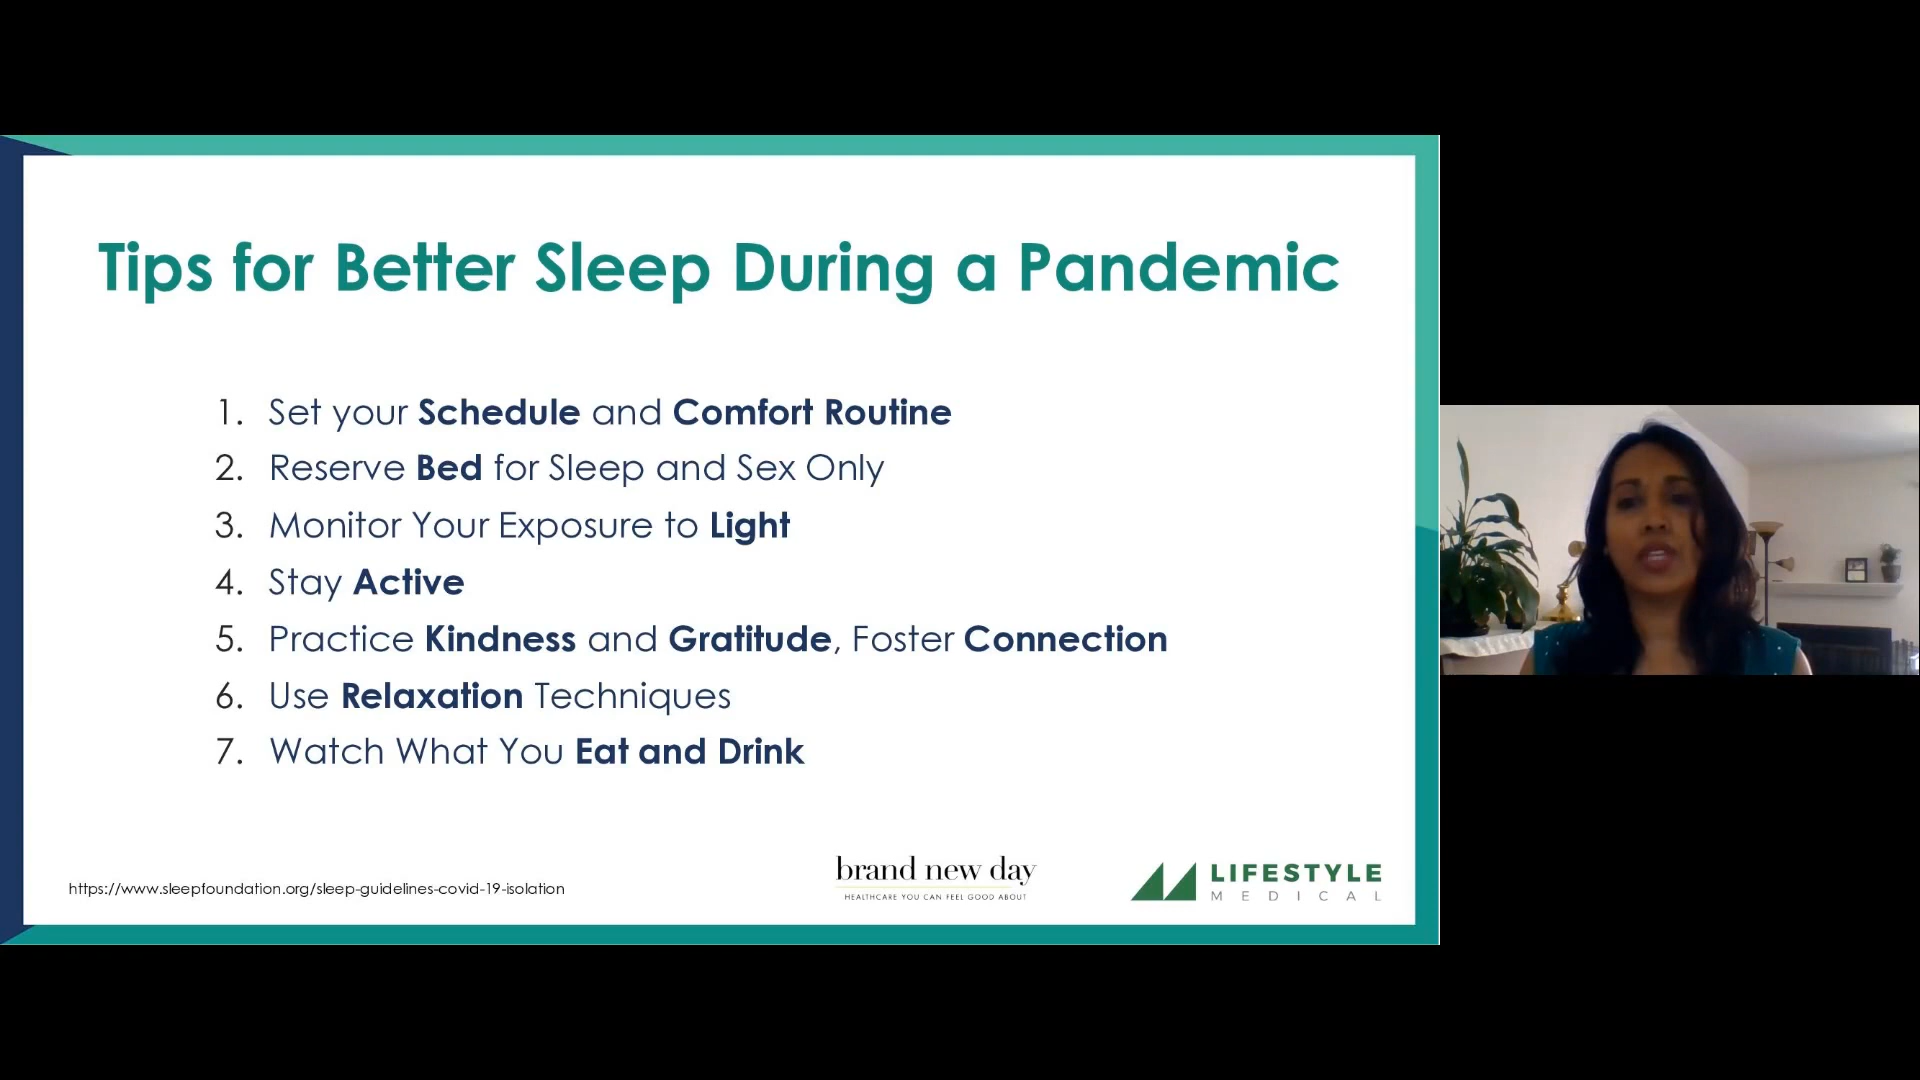 Tips for Better Sleep During a Pandemic
1. Set your Schedule and Comfort Routine
2. Reserve Bed for Sleep and Sex Only
3. Monitor Your Exposure to Light
4. Stay Active
5. Practice Kindness and Gratitude, Foster Connection
6. Use Relaxation Techniques
7. Watch What You Eat and Drink
https://www.sleepfoundation.org/sleep-guidelines-covid-19-isolation
brand new day
HEALTHCARE YOU CAN FEEL GOOD ABOUT
LIFESTYLE
MEDICAL